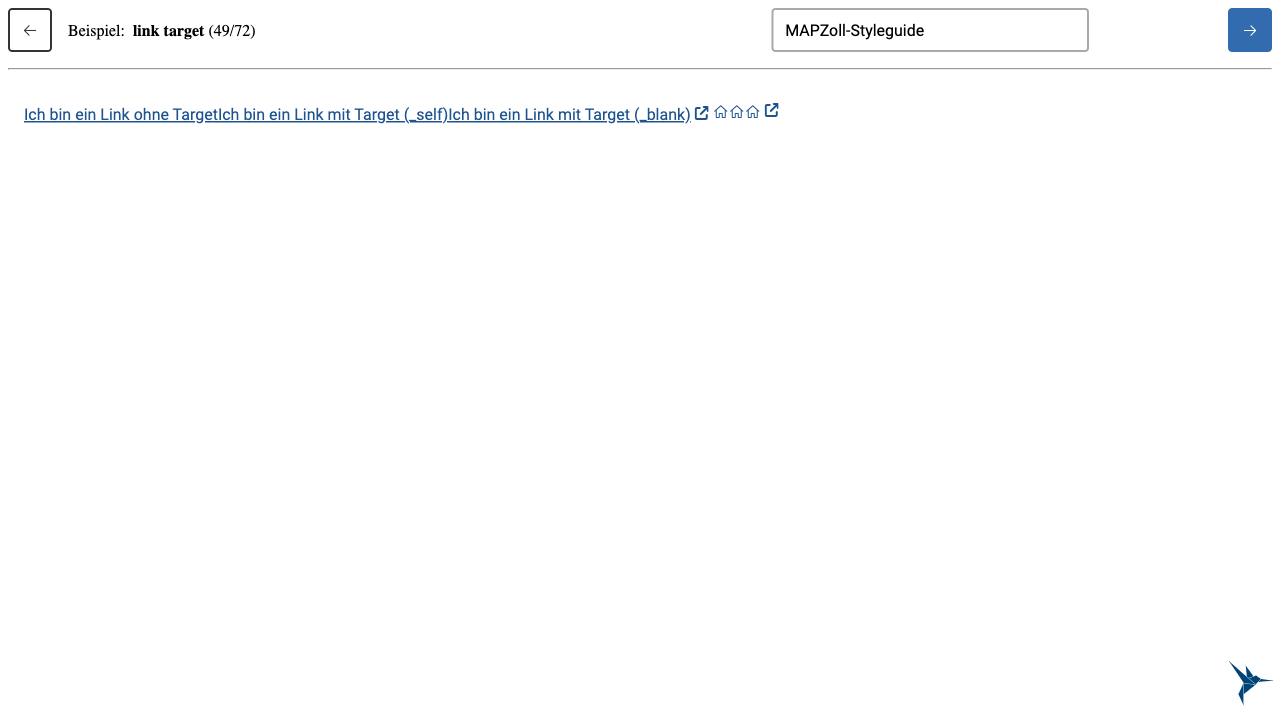 Beispiel: link target (49/72)
MAPZoll-Styleguide
Ich bin ein Link ohne TargetIch bin ein Link mit Target (_self)Ich bin ein Link mit Target (_blank)